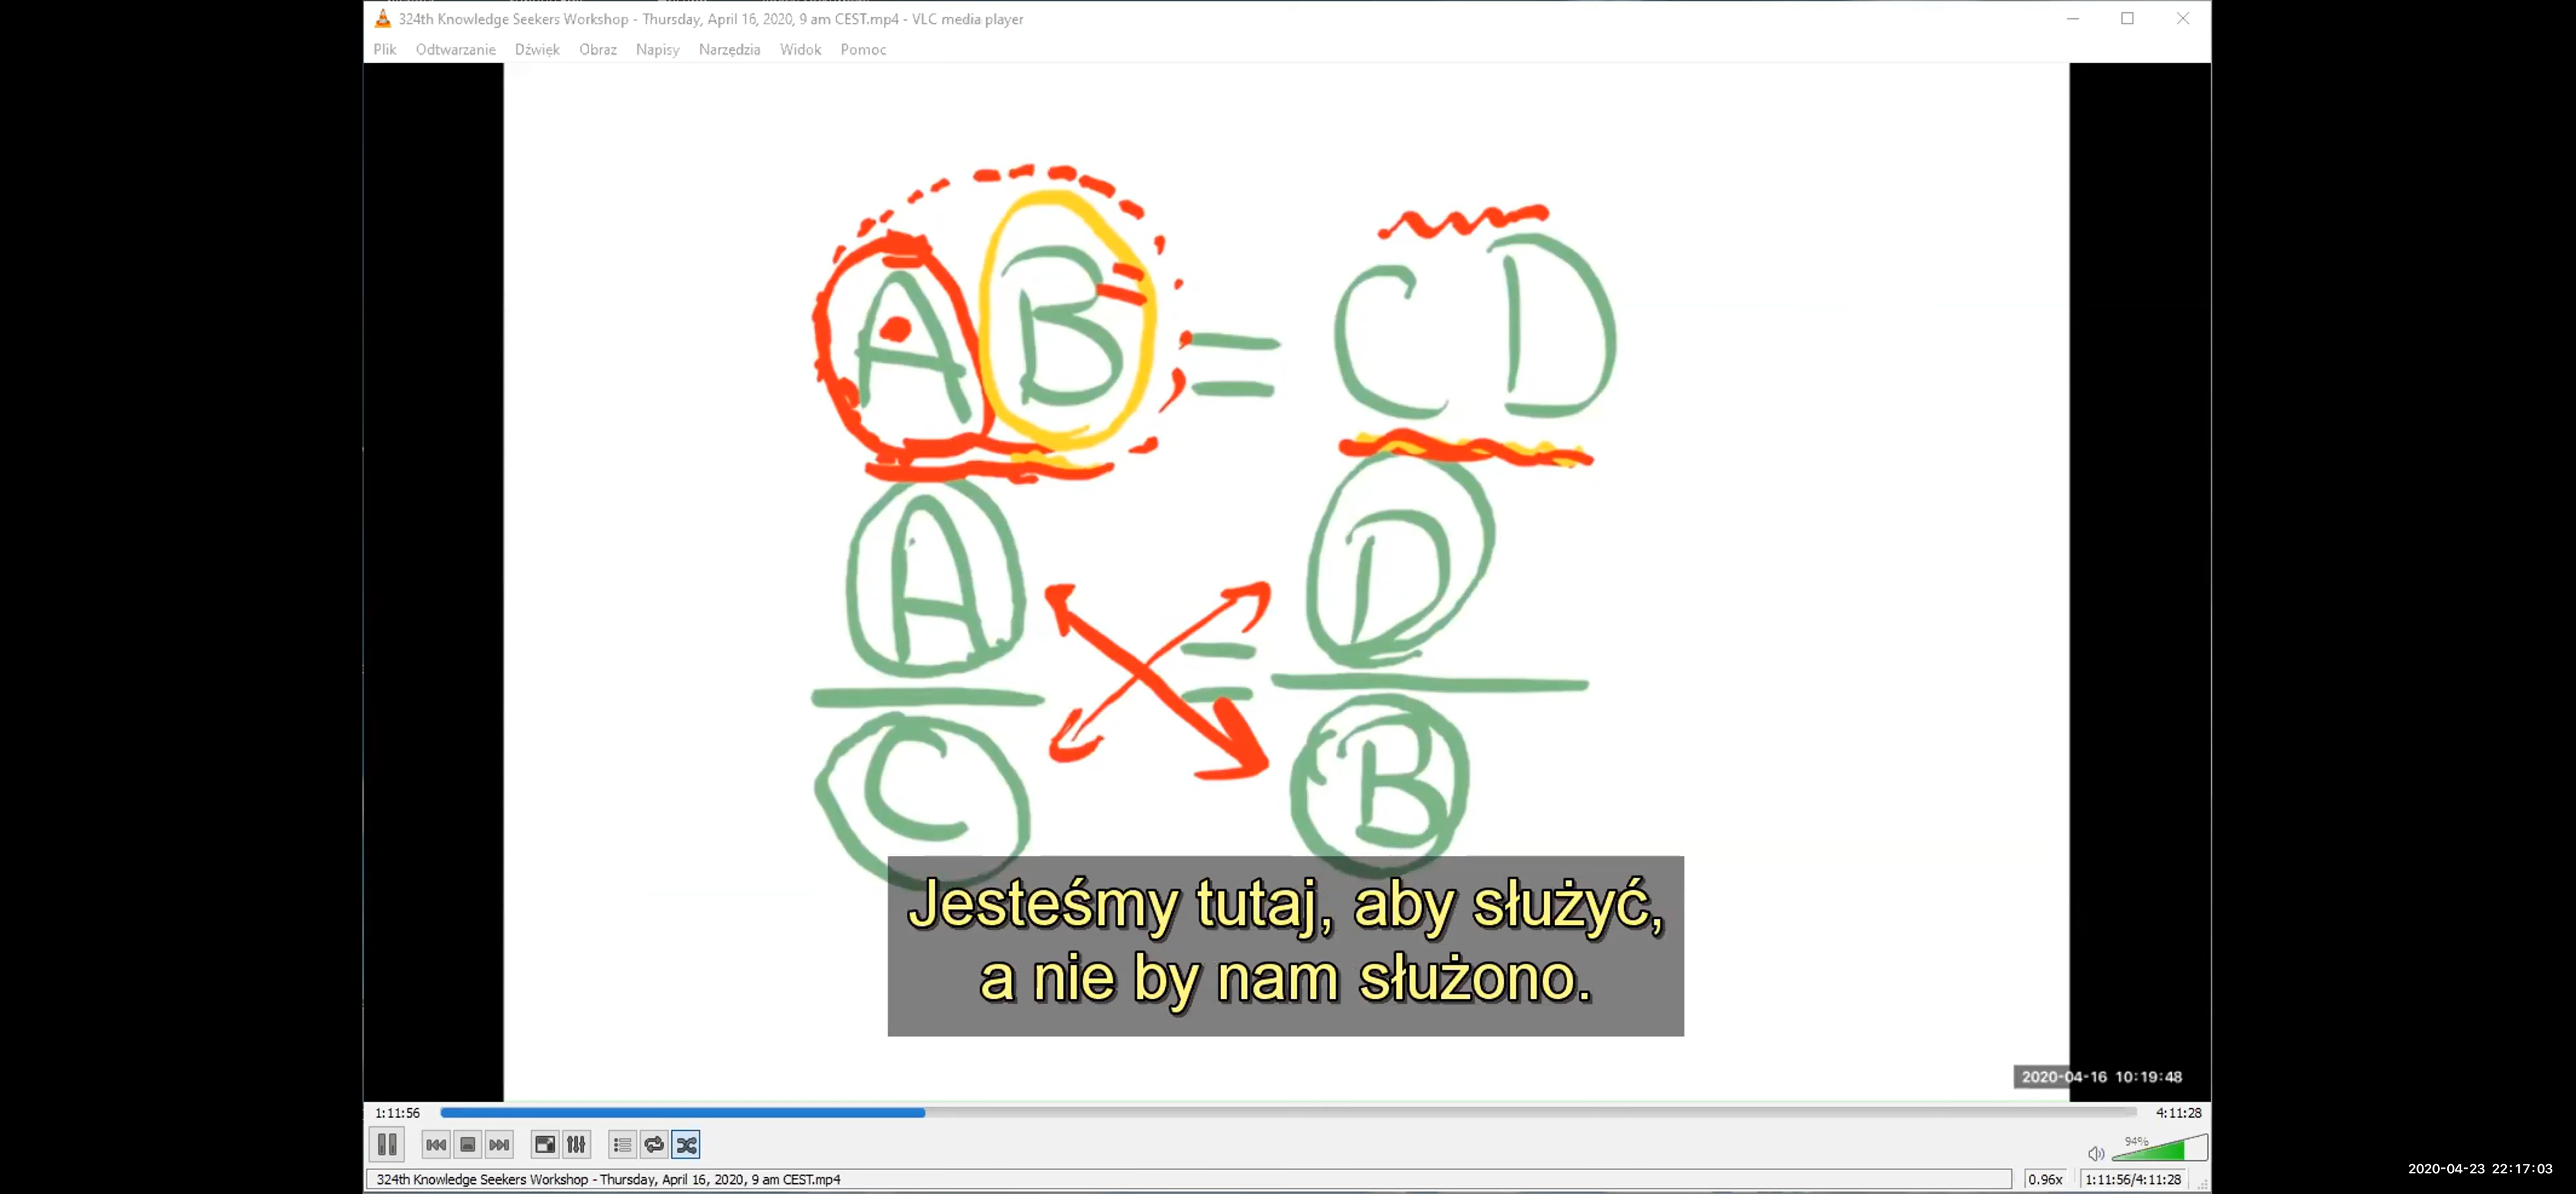 324th Knowledge Seekers Workshop - Thursday, April 16, 2020, 9 am CEST.mp4 - VLC media player
Plik Odtwarzanie Dźwięk Obraz Napisy Narzędzia Widok Pomoc
A B = C D
A = D
C B
Jesteśmy tutaj, aby służyć,
a nie by nam służono.
2020-04-16 10:19:48
1:11:56 4:11:28
94%
324th Knowledge Seekers Workshop - Thursday, April 16, 2020, 9 am CEST.mp4 0.96x 1:11:56/4:11:28
2020-04-23 22:17:03